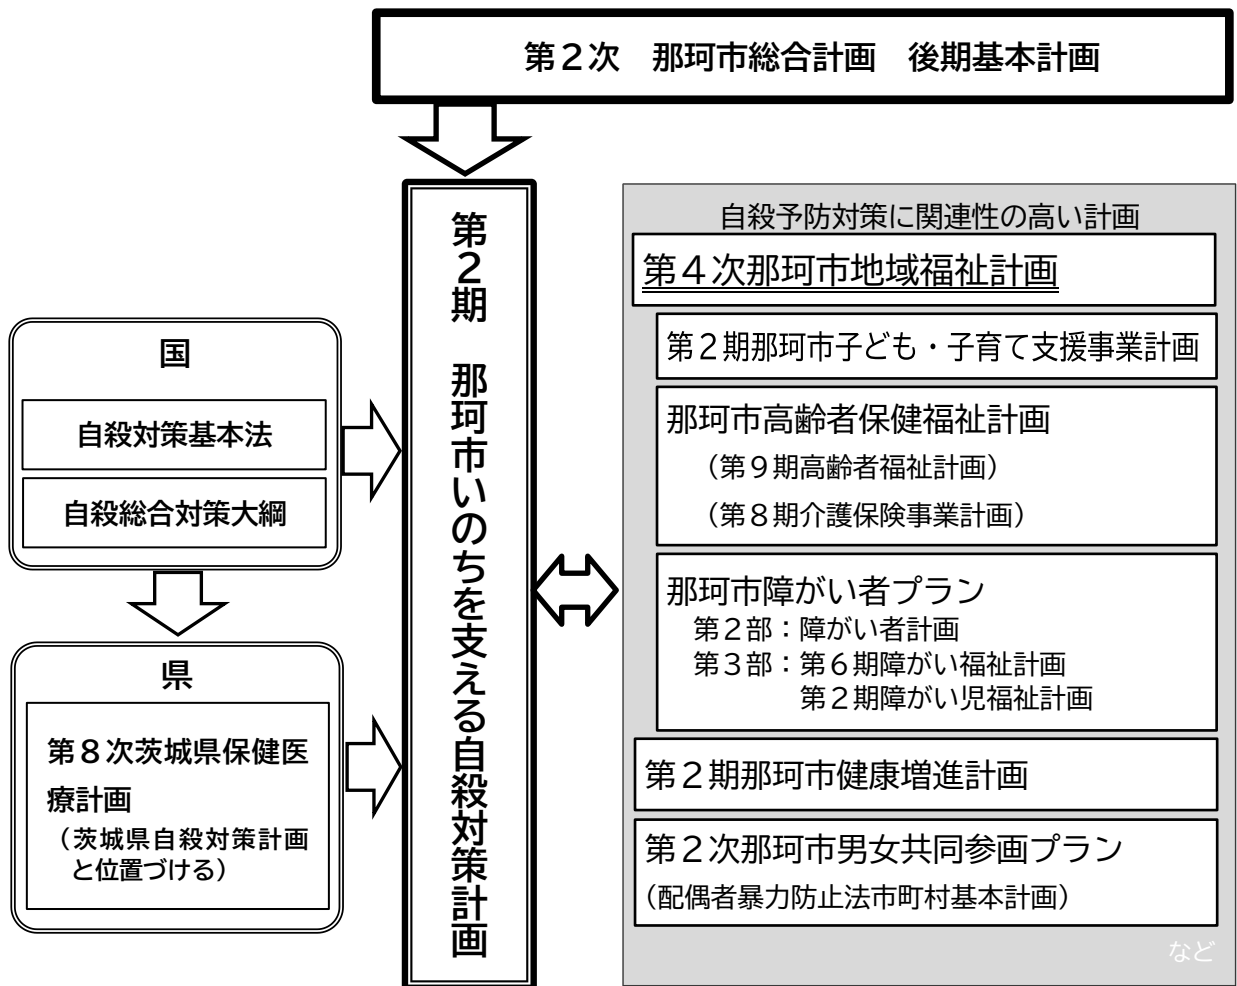 第２次　那珂市総合計画　後期基本計画
第２期　那珂市いのちを支える自殺対策計画
国
自殺対策基本法
自殺総合対策大綱
県
第８次茨城県保健医
療計画
（茨城県自殺対策計画
と位置づける）
自殺予防対策に関連性の高い計画
第４次那珂市地域福祉計画
第２期那珂市子ども・子育て支援事業計画
那珂市高齢者保健福祉計画
（第９期高齢者福祉計画）
（第８期介護保険事業計画）
那珂市障がい者プラン
第２部：障がい者計画
第３部：第６期障がい福祉計画
第２期障がい児福祉計画
第２期那珂市健康増進計画
第２次那珂市男女共同参画プラン
（配偶者暴力防止法市町村基本計画）
など